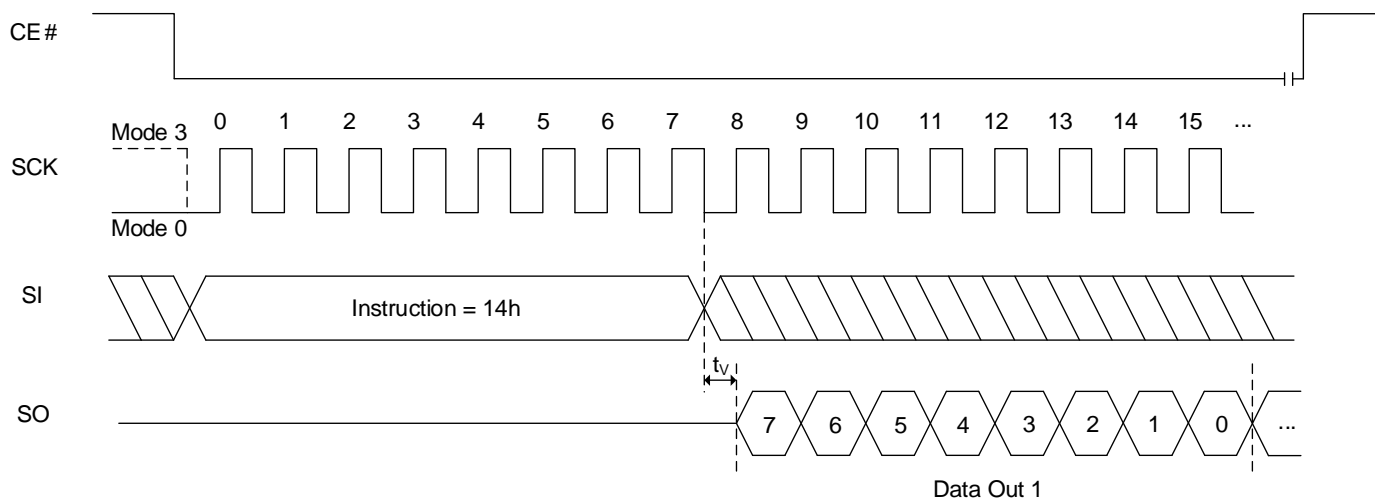 CE#
Mode 3 0 1 2 3 4 5 6 7 8 9 10 11 12 13 14 15 ...
SCK
Mode 0
SI Instruction = 14h
tV
SO 7 6 5 4 3 2 1 0 ...
Data Out 1